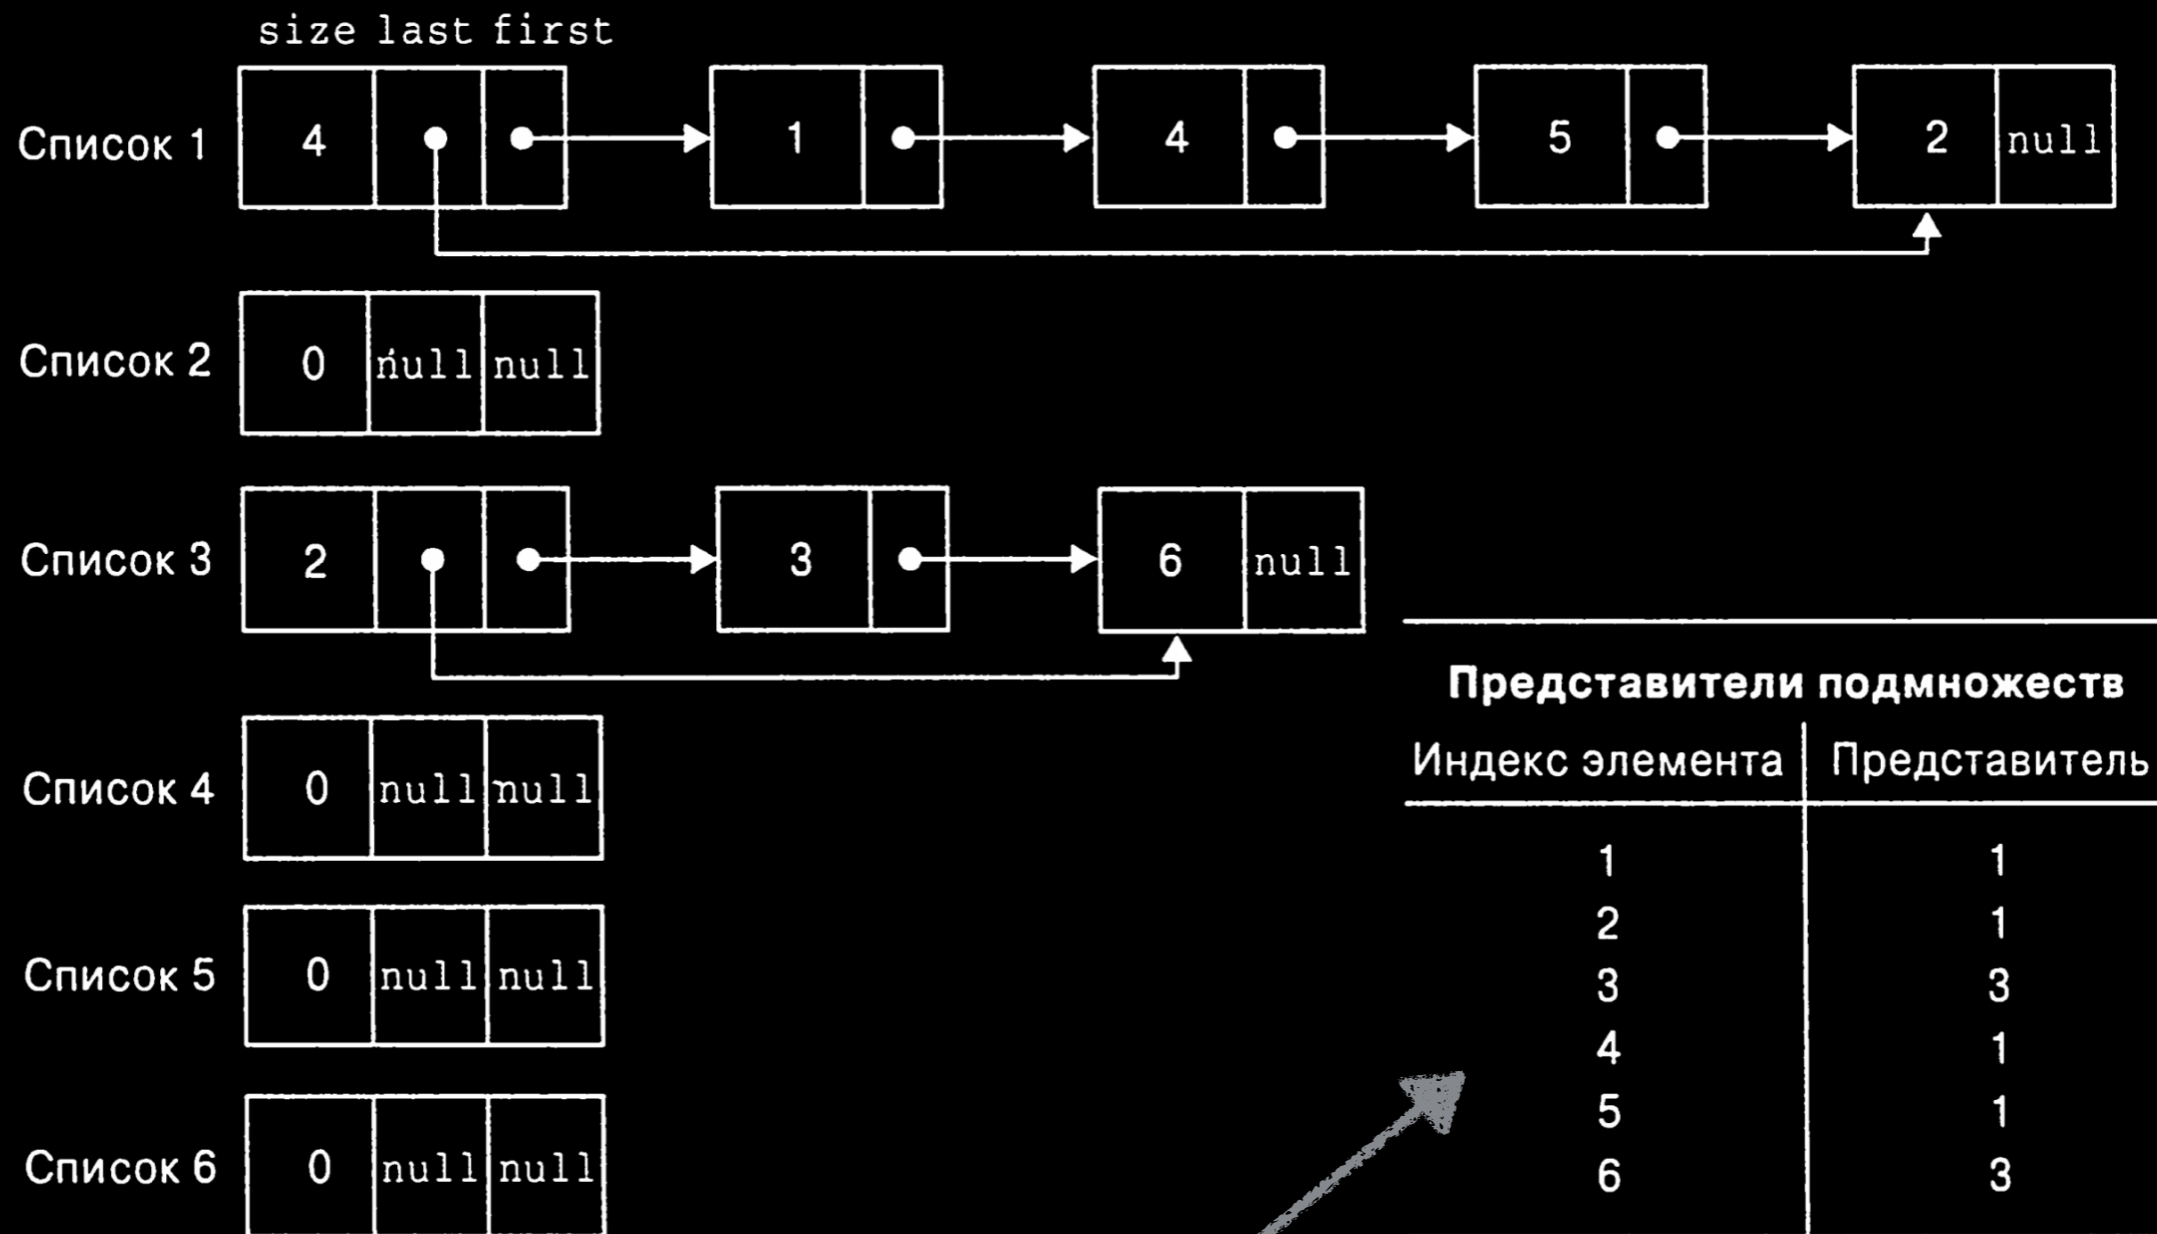 size last first
Список 1 4 1 4 5 2 null
Список 2 0 null null
Список 3 2 3 6 null
Представители подмножеств
Индекс элемента Представитель
Список 4 0 null null
1 1
2 1
Список 5 0 null null
3 3
4 1
5 1
Список 6 0 null null
6 3